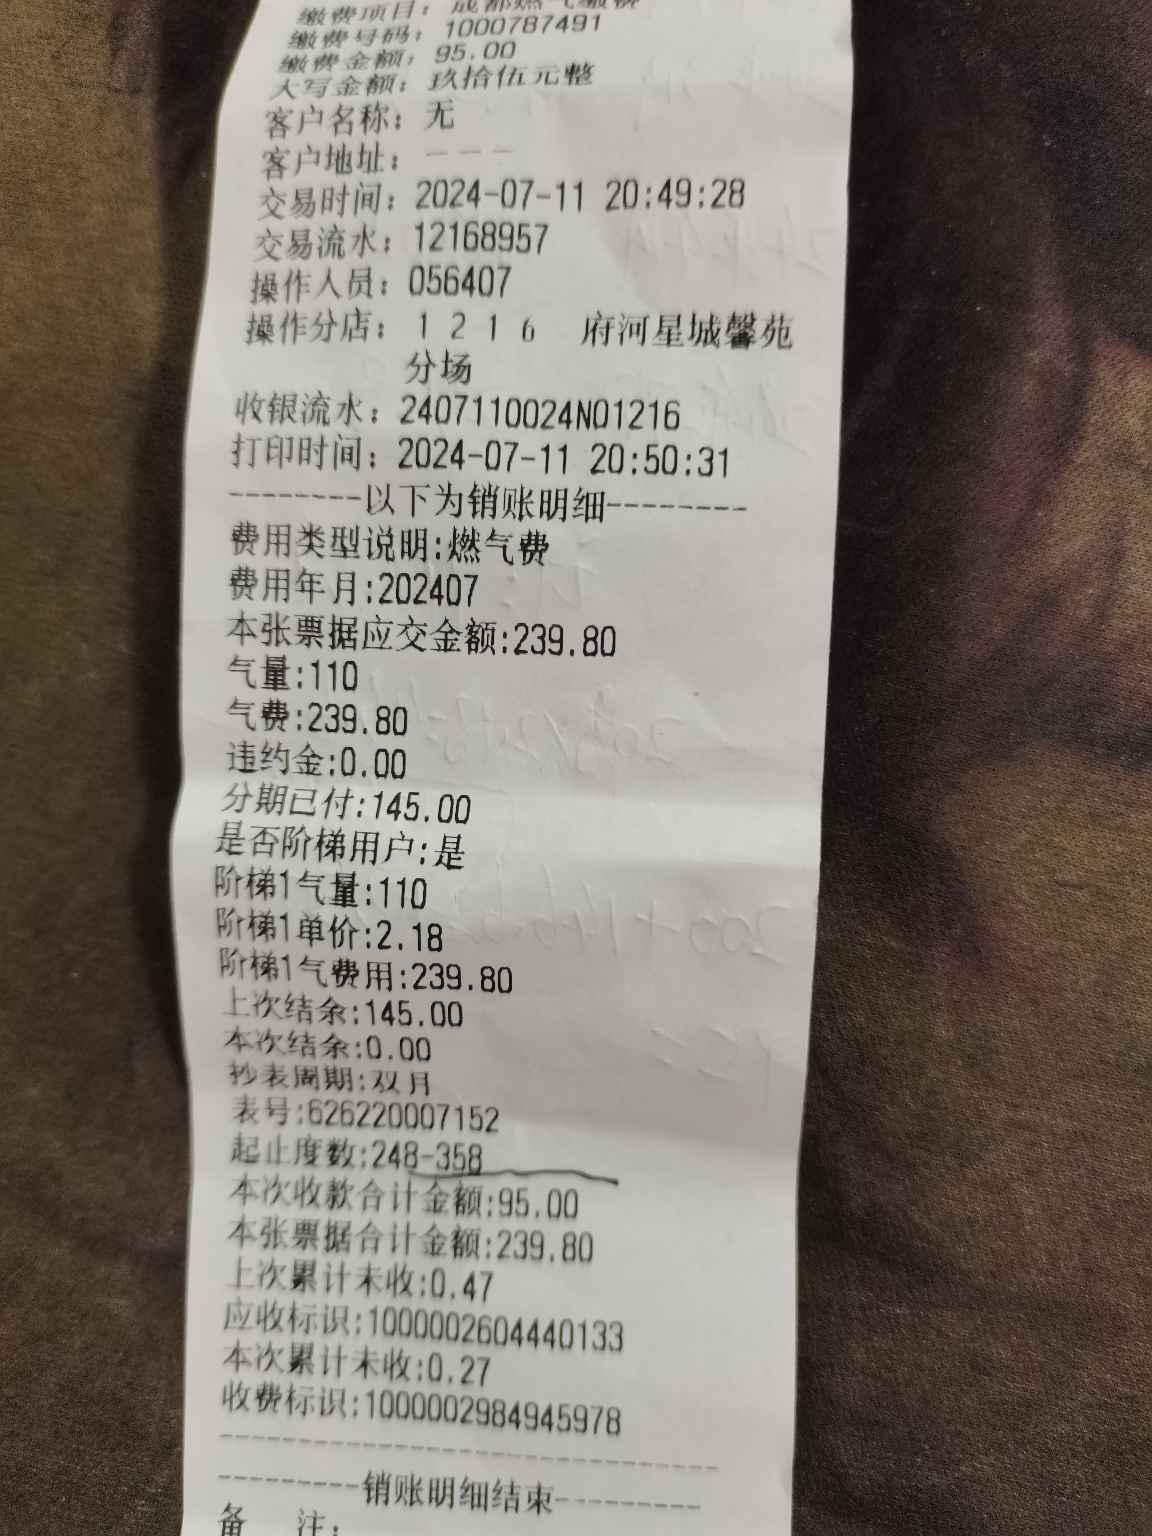 缴费项目：成都燃气缴费
缴费号码：1000787491
缴费金额：95.00
大写金额：玖拾伍元整
客户名称：无
客户地址：---
交易时间：2024-07-11 20:49:28
交易流水：12168957
操作人员：056407
操作分店：1216 府河星城馨苑
分场
收银流水：2407110024N01216
打印时间：2024-07-11 20:50:31
--------以下为销账明细--------
费用类型说明:燃气费
费用年月:202407
本张票据应交金额:239.80
气量:110
气费:239.80
违约金:0.00
分期已付:145.00
是否阶梯用户:是
阶梯1气量:110
阶梯1单价:2.18
阶梯1气费用:239.80
上次结余:145.00
本次结余:0.00
抄表周期:双月
表号:626220007152
起止度数:248-358
本次收款合计金额:95.00
本张票据合计金额:239.80
上次累计未收:0.47
应收标识:1000002604440133
本次累计未收:0.27
收费标识:1000002984945978
------------------------------
---------销账明细结束---------
备 注：